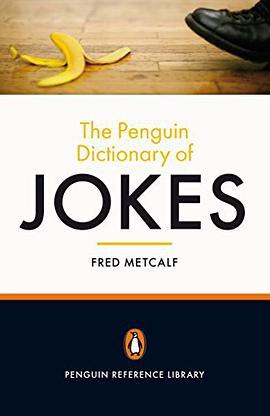 The Penguin
Dictionary of
JOKES
FRED METCALF
PENGUIN REFERENCE LIBRARY